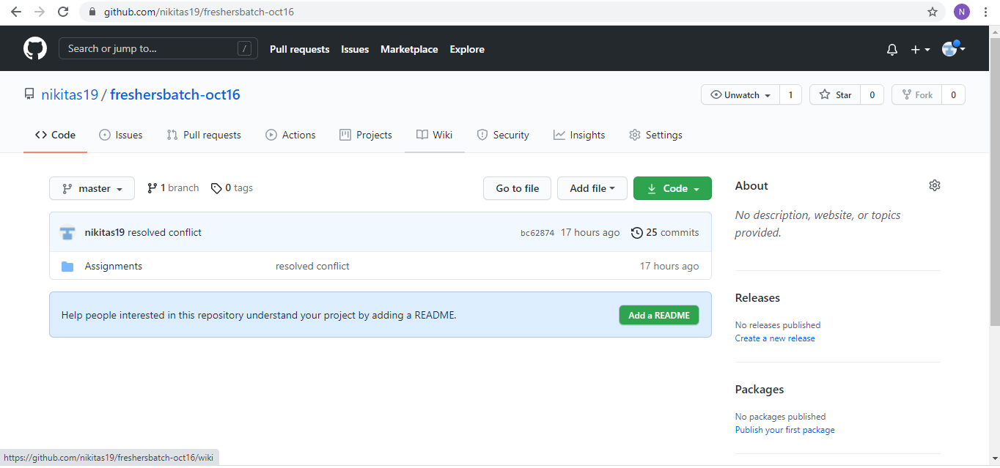 github.com/nikitas19/freshersbatch-oct16
N
Search or jump to... /
Pull requests Issues Marketplace Explore
nikitas19 / freshersbatch-oct16
Unwatch 1 Star 0 Fork 0
Code Issues Pull requests Actions Projects Wiki Security Insights Settings
master 1 branch 0 tags Go to file Add file Code
nikitas19 resolved conflict bc62874 17 hours ago 25 commits
Assignments resolved conflict 17 hours ago
Help people interested in this repository understand your project by adding a README. Add a README
About
No description, website, or topics
provided.
Releases
No releases published
Create a new release
Packages
No packages published
Publish your first package
https://github.com/nikitas19/freshersbatch-oct16/wiki